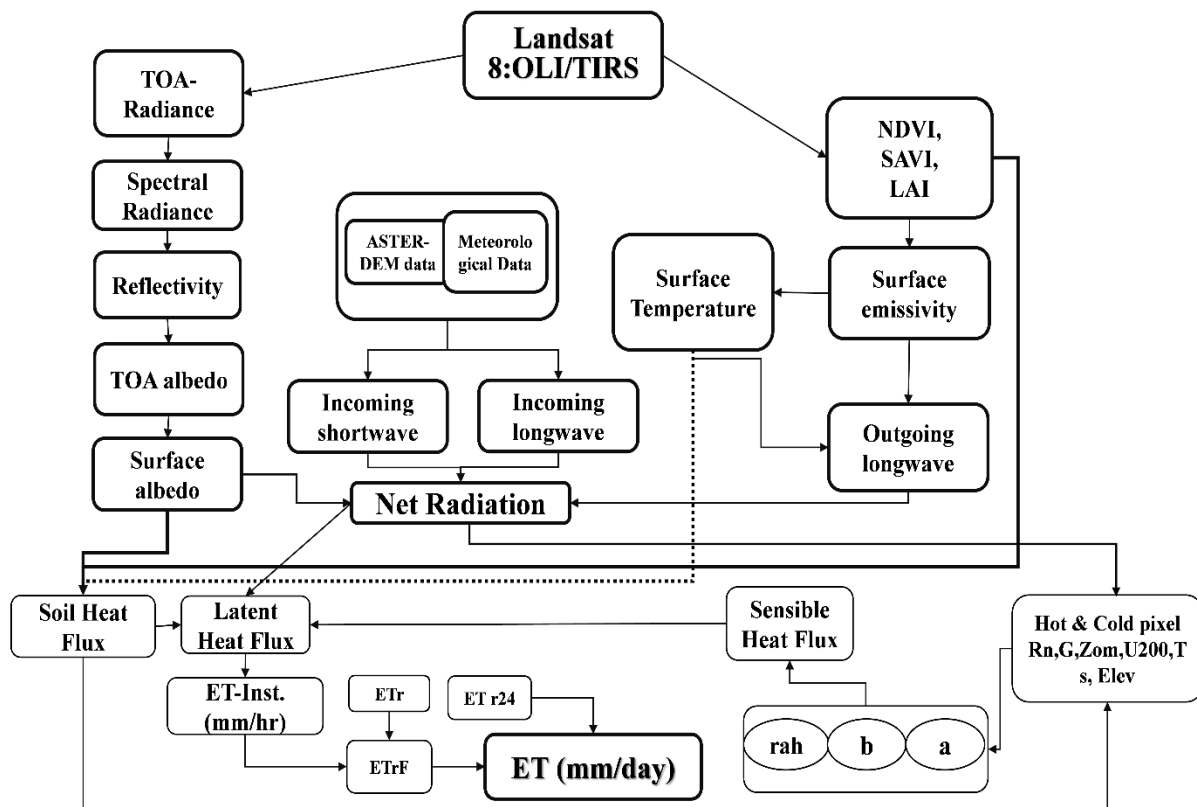 Landsat
8:OLI/TIRS
TOA-
Radiance
NDVI,
SAVI,
LAI
Spectral
Radiance
ASTER-
DEM data
Meteorolo
gical Data
Reflectivity
Surface
Temperature
Surface
emissivity
TOA albedo
Incoming
shortwave
Incoming
longwave
Outgoing
longwave
Surface
albedo
Net Radiation
Soil Heat
Flux
Latent
Heat Flux
Sensible
Heat Flux
Hot & Cold pixel
Rn,G,Zom,U200,T
s, Elev
ET-Inst.
(mm/hr)
ETr
ET r24
rah
b
a
ETrF
ET (mm/day)